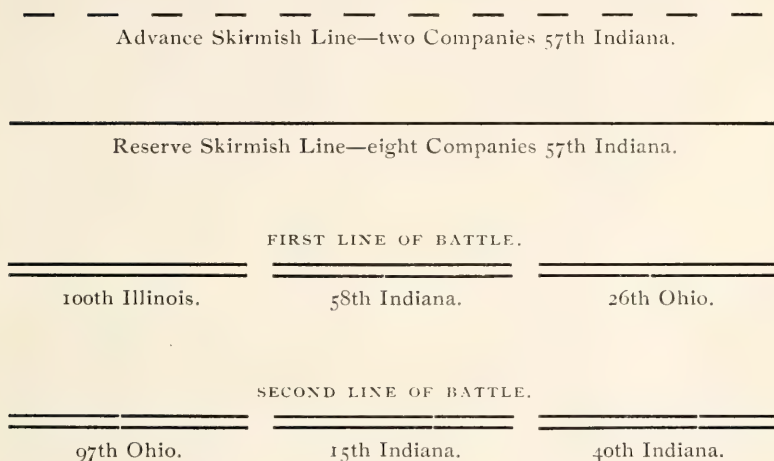 Advance Skirmish Line—two Companies 57th Indiana.
Reserve Skirmish Line—eight Companies 57th Indiana.
FIRST LINE OF BATTLE.
100th Illinois. 58th Indiana. 26th Ohio.
SECOND LINE OF BATTLE.
97th Ohio. 15th Indiana. 40th Indiana.